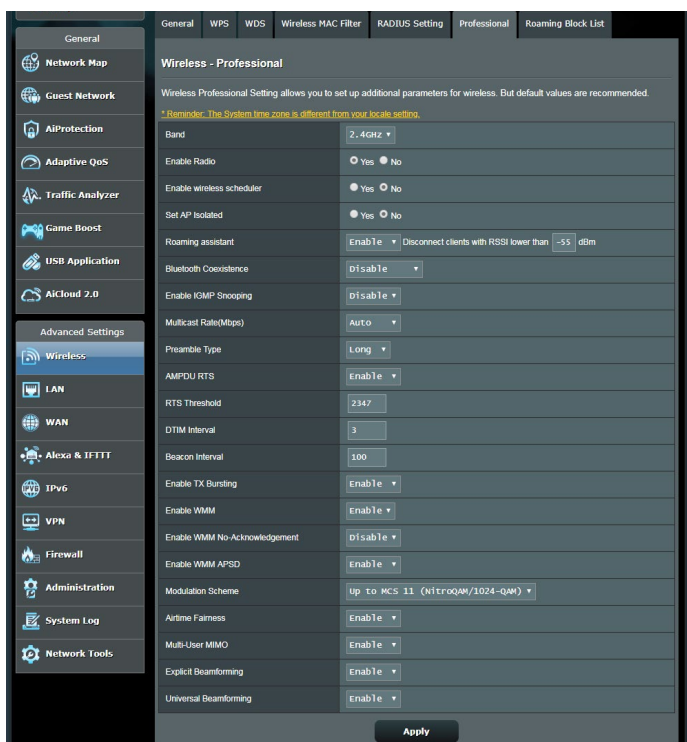 General
Network Map
Guest Network
AiProtection
Adaptive QoS
Traffic Analyzer
Game Boost
USB Application
AiCloud 2.0
Advanced Settings
Wireless
LAN
WAN
Alexa & IFTTT
IPv6
VPN
Firewall
Administration
System Log
Network Tools
General WPS WDS Wireless MAC Filter RADIUS Setting Professional Roaming Block List
Wireless - Professional
Wireless Professional Setting allows you to set up additional parameters for wireless. But default values are recommended.
* Reminder: The System time zone is different from your locale setting.
Band 2.4GHz
Enable Radio Yes No
Enable wireless scheduler Yes No
Set AP Isolated Yes No
Roaming assistant Enable Disconnect clients with RSSI lower than -55 dBm
Bluetooth Coexistence Disable
Enable IGMP Snooping Disable
Multicast Rate(Mbps) Auto
Preamble Type Long
AMPDU RTS Enable
RTS Threshold 2347
DTIM Interval 3
Beacon Interval 100
Enable TX Bursting Enable
Enable WMM Enable
Enable WMM No-Acknowledgement Disable
Enable WMM APSD Enable
Modulation Scheme Up to MCS 11 (NitroQAM/1024-QAM)
Airtime Fairness Enable
Multi-User MIMO Enable
Explicit Beamforming Enable
Universal Beamforming Enable
Apply